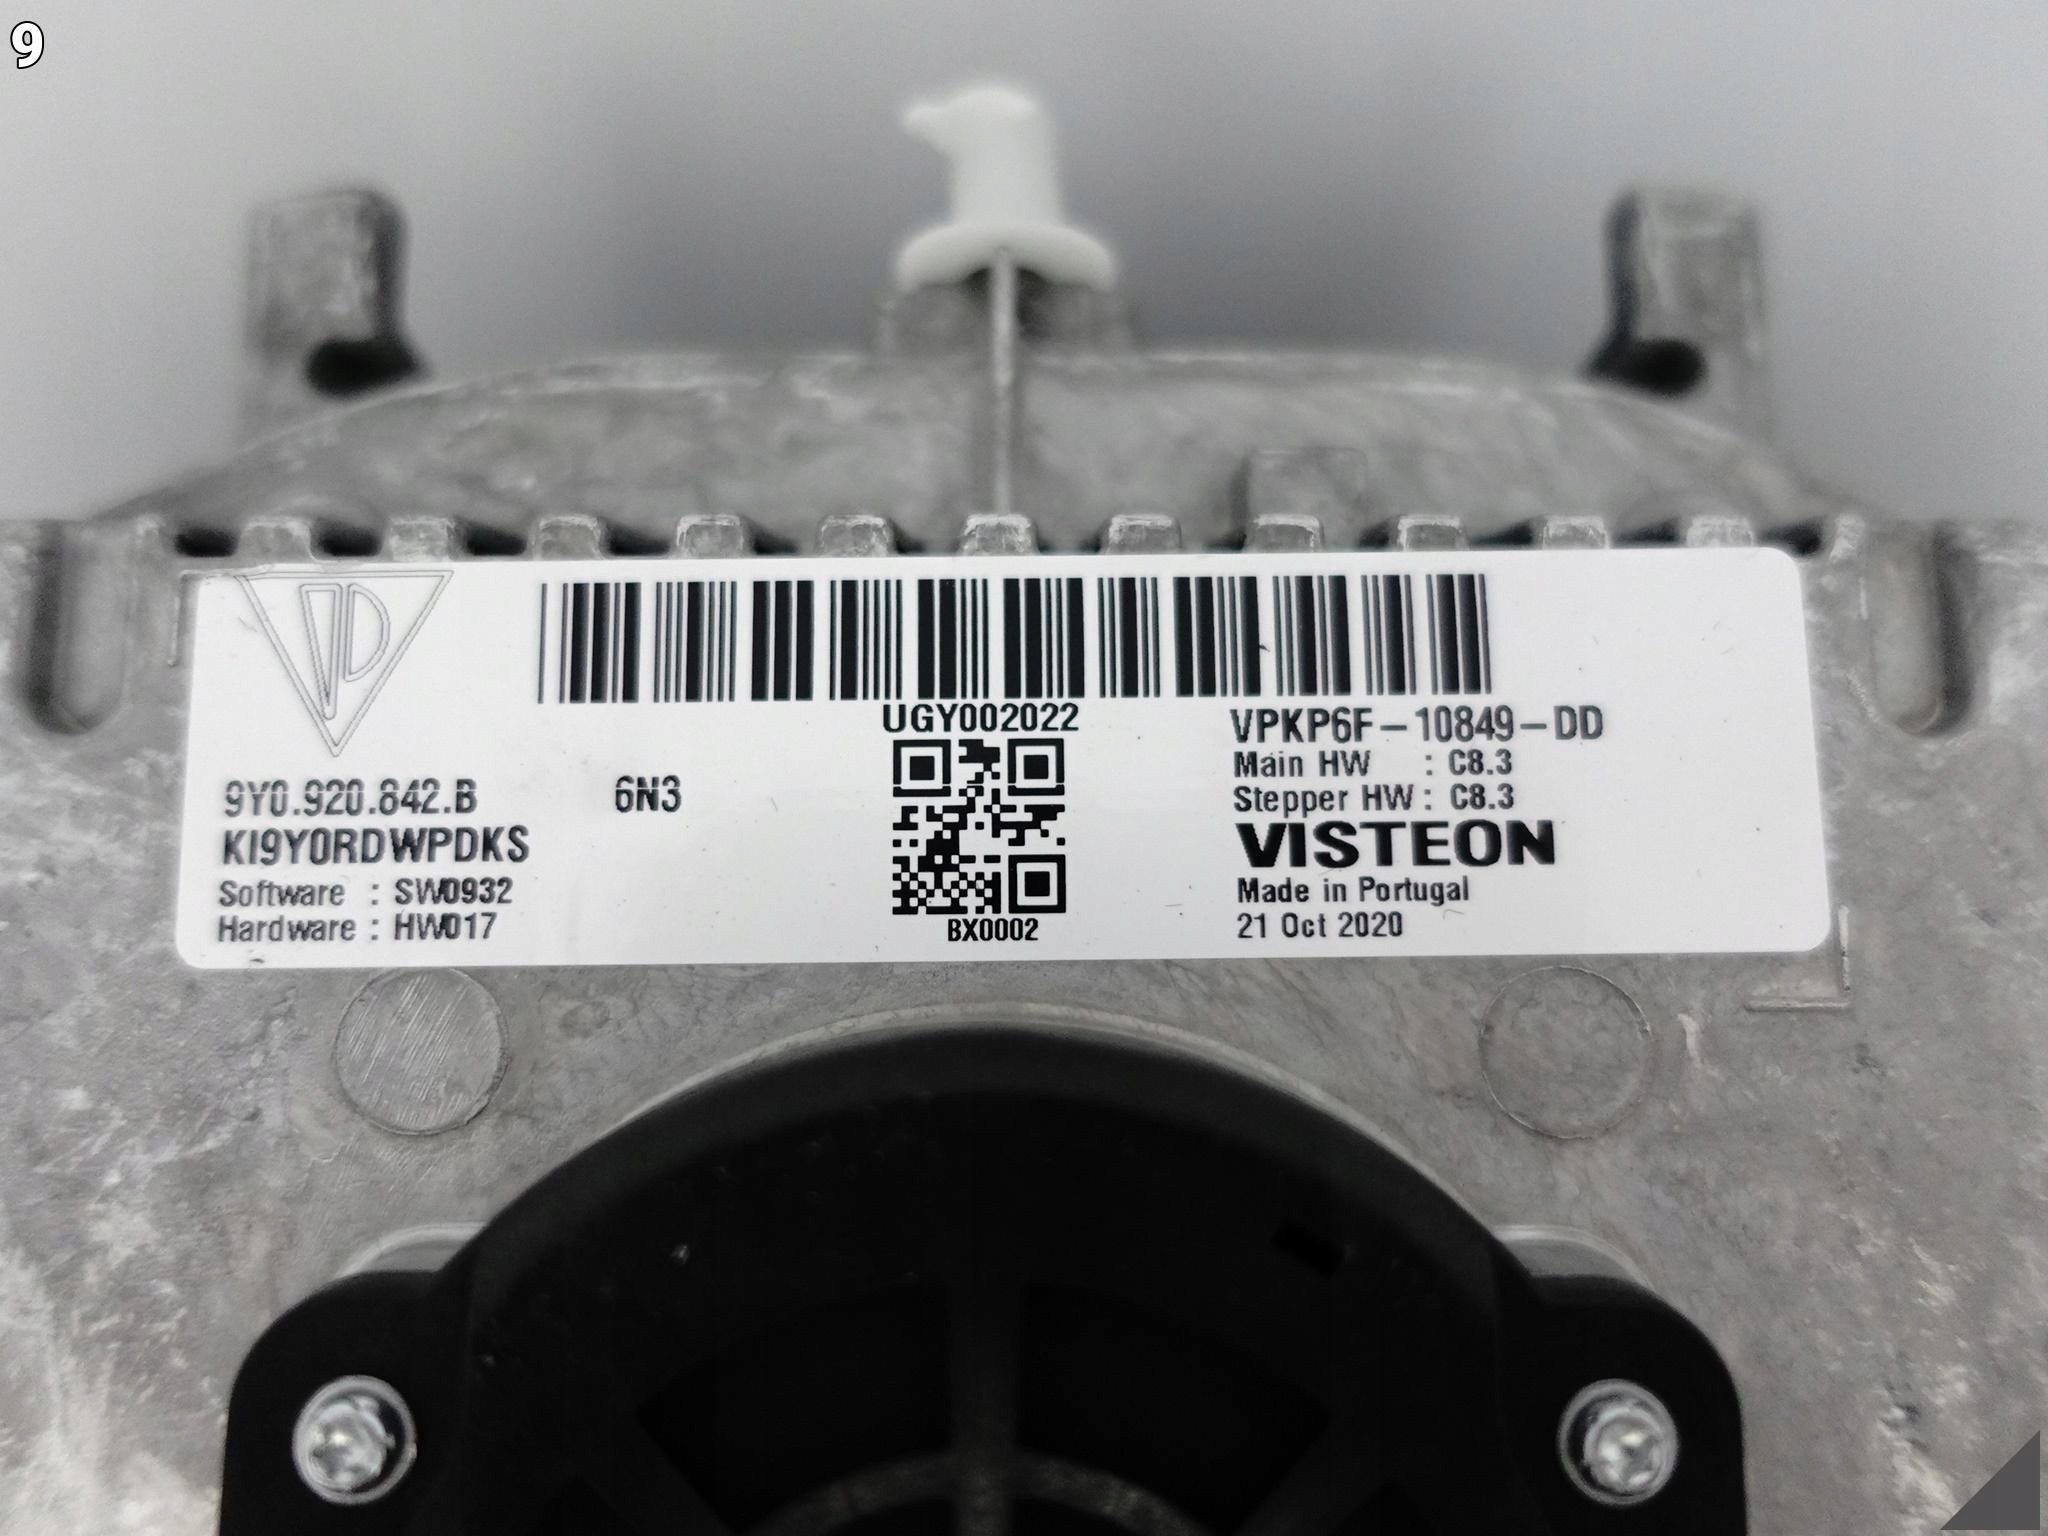 9
UGY002022
9Y0.920.842.B 6N3
KI9Y0RDWPDKS
Software : SW0932
Hardware : HW017
BX0002
VPKP6F-10849-DD
Main HW : C8.3
Stepper HW : C8.3
VISTEON
Made in Portugal
21 Oct 2020